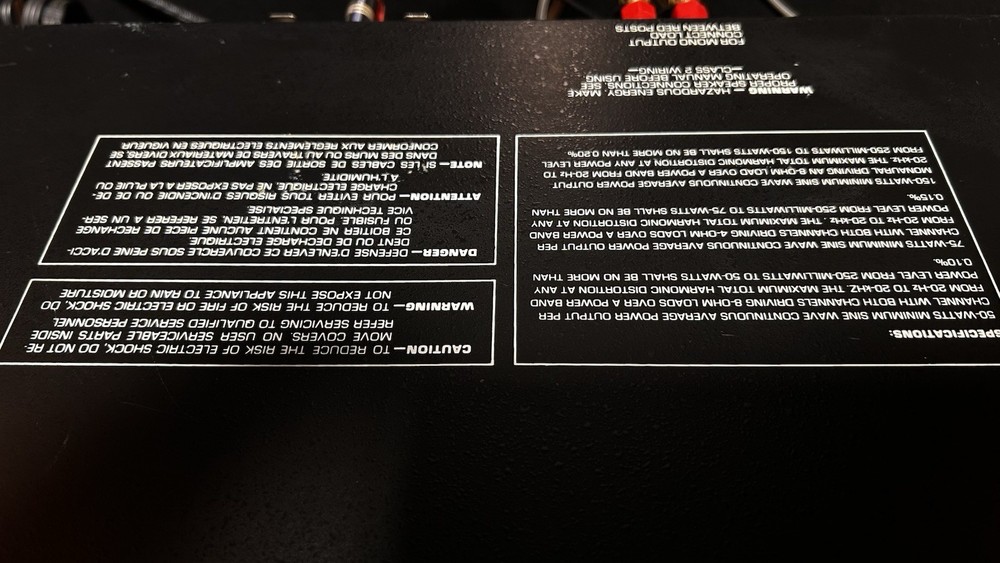 SPECIFICATIONS:
50-WATTS MINIMUM SINE WAVE CONTINUOUS AVERAGE POWER OUTPUT PER
CHANNEL WITH BOTH CHANNELS DRIVING 8-OHM LOADS OVER A POWER BAND
FROM 20-Hz TO 20-kHZ. THE MAXIMUM TOTAL HARMONIC DISTORTION AT ANY
POWER LEVEL FROM 250-MILLIWATTS TO 50-WATTS SHALL BE NO MORE THAN
0.10%.
75-WATTS MINIMUM SINE WAVE CONTINUOUS AVERAGE POWER OUTPUT PER
CHANNEL WITH BOTH CHANNELS DRIVING 4-OHM LOADS OVER A POWER BAND
FROM 20-Hz TO 20-kHz. THE MAXIMUM TOTAL HARMONIC DISTORTION AT ANY
POWER LEVEL FROM 250-MILLIWATTS TO 75-WATTS SHALL BE NO MORE THAN
0.15%.
150-WATTS MINIMUM SINE WAVE CONTINUOUS AVERAGE POWER OUTPUT
MONAURAL DRIVING AN 8-OHM LOAD OVER A POWER BAND FROM 20-Hz TO
20-kHz. THE MAXIMUM TOTAL HARMONIC DISTORTION AT ANY POWER LEVEL
FROM 250-MILLIWATTS TO 150-WATTS SHALL BE NO MORE THAN 0.20%.
CAUTION—TO REDUCE THE RISK OF ELECTRIC SHOCK, DO NOT RE-
MOVE COVERS. NO USER SERVICEABLE PARTS INSIDE
REFER SERVICING TO QUALIFIED SERVICE PERSONNEL
WARNING—TO REDUCE THE RISK OF FIRE OR ELECTRIC SHOCK, DO
NOT EXPOSE THIS APPLIANCE TO RAIN OR MOISTURE
DANGER—DEFENSE D'ENLEVER CE COUVERCLE SOUS PEINE D'ACCI-
DENT OU DE DECHARGE ELECTRIQUE.
CE BOITIER NE CONTIENT AUCUNE PIECE DE RECHANGE
OU FUSIBLE. POUR L'ENTRETIEN, SE REFERER A UN SER-
VICE TECHNIQUE SPECIALISE.
ATTENTION—POUR EVITER TOUS RISQUES D'INCENDIE OU DE DE-
CHARGE ELECTRIQUE, NE PAS EXPOSER A LA PLUIE OU
A L'HUMIDITE.
NOTE—SI LES CABLES DE SORTIE DES AMPLIFICATEURS PASSENT
DANS DES MURS OU AU TRAVERS DE MATERIAUX DIVERS, SE
CONFORMER AUX REGLEMENTS ELECTRIQUES EN VIGUEUR
WARNING — HAZARDOUS ENERGY. MAKE
PROPER SPEAKER CONNECTIONS. SEE
OPERATING MANUAL BEFORE USING
—CLASS 2 WIRING—
FOR MONO OUTPUT
CONNECT LOAD
BETWEEN RED POSTS